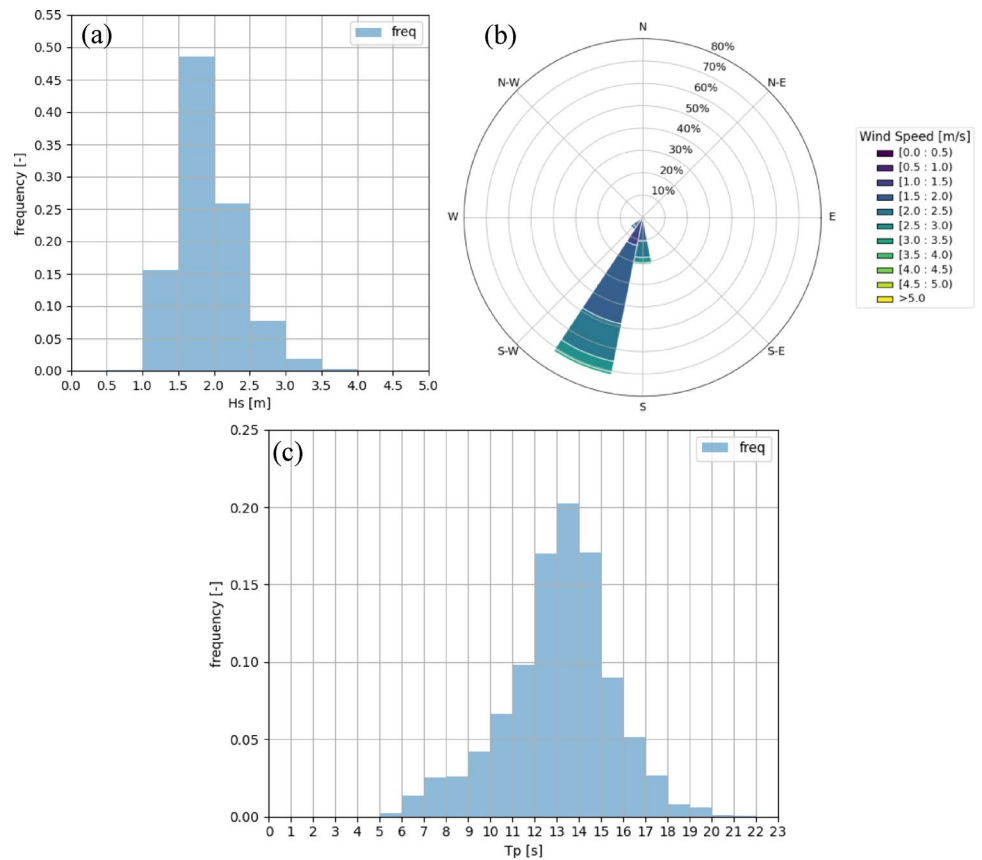 (a)
freq
0.55
0.50
0.45
0.40
0.35
0.30
0.25
0.20
0.15
0.10
0.05
0.00
frequency [-]
0.0 0.5 1.0 1.5 2.0 2.5 3.0 3.5 4.0 4.5 5.0
Hs [m]
(b)
N
N-E
E
S-E
S
S-W
W
N-W
80%
70%
60%
50%
40%
30%
20%
10%
Wind Speed [m/s]
[0.0 : 0.5)
[0.5 : 1.0)
[1.0 : 1.5)
[1.5 : 2.0)
[2.0 : 2.5)
[2.5 : 3.0)
[3.0 : 3.5)
[3.5 : 4.0)
[4.0 : 4.5)
[4.5 : 5.0)
>5.0
(c)
freq
0.25
0.20
0.15
0.10
0.05
0.00
frequency [-]
0 1 2 3 4 5 6 7 8 9 10 11 12 13 14 15 16 17 18 19 20 21 22 23
Tp [s]